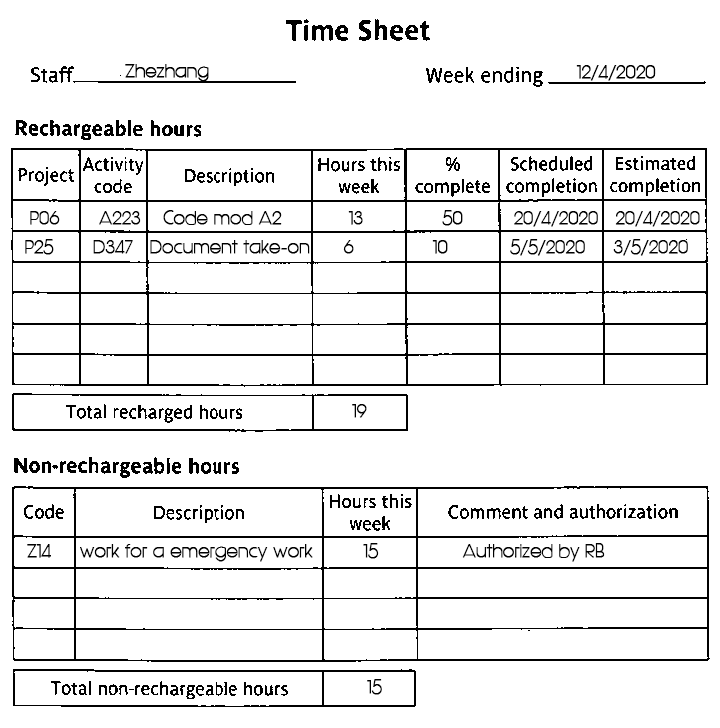 Time Sheet
Staff Zhezhang Week ending 12/4/2020
Rechargeable hours
Project Activity code Description Hours this week % complete Scheduled completion Estimated completion
P06 A223 Code mod A2 13 50 20/4/2020 20/4/2020
P25 D347 Document take-on 6 10 5/5/2020 3/5/2020
Total recharged hours 19
Non-rechargeable hours
Code Description Hours this week Comment and authorization
Z14 work for a emergency work 15 Authorized by RB
Total non-rechargeable hours 15